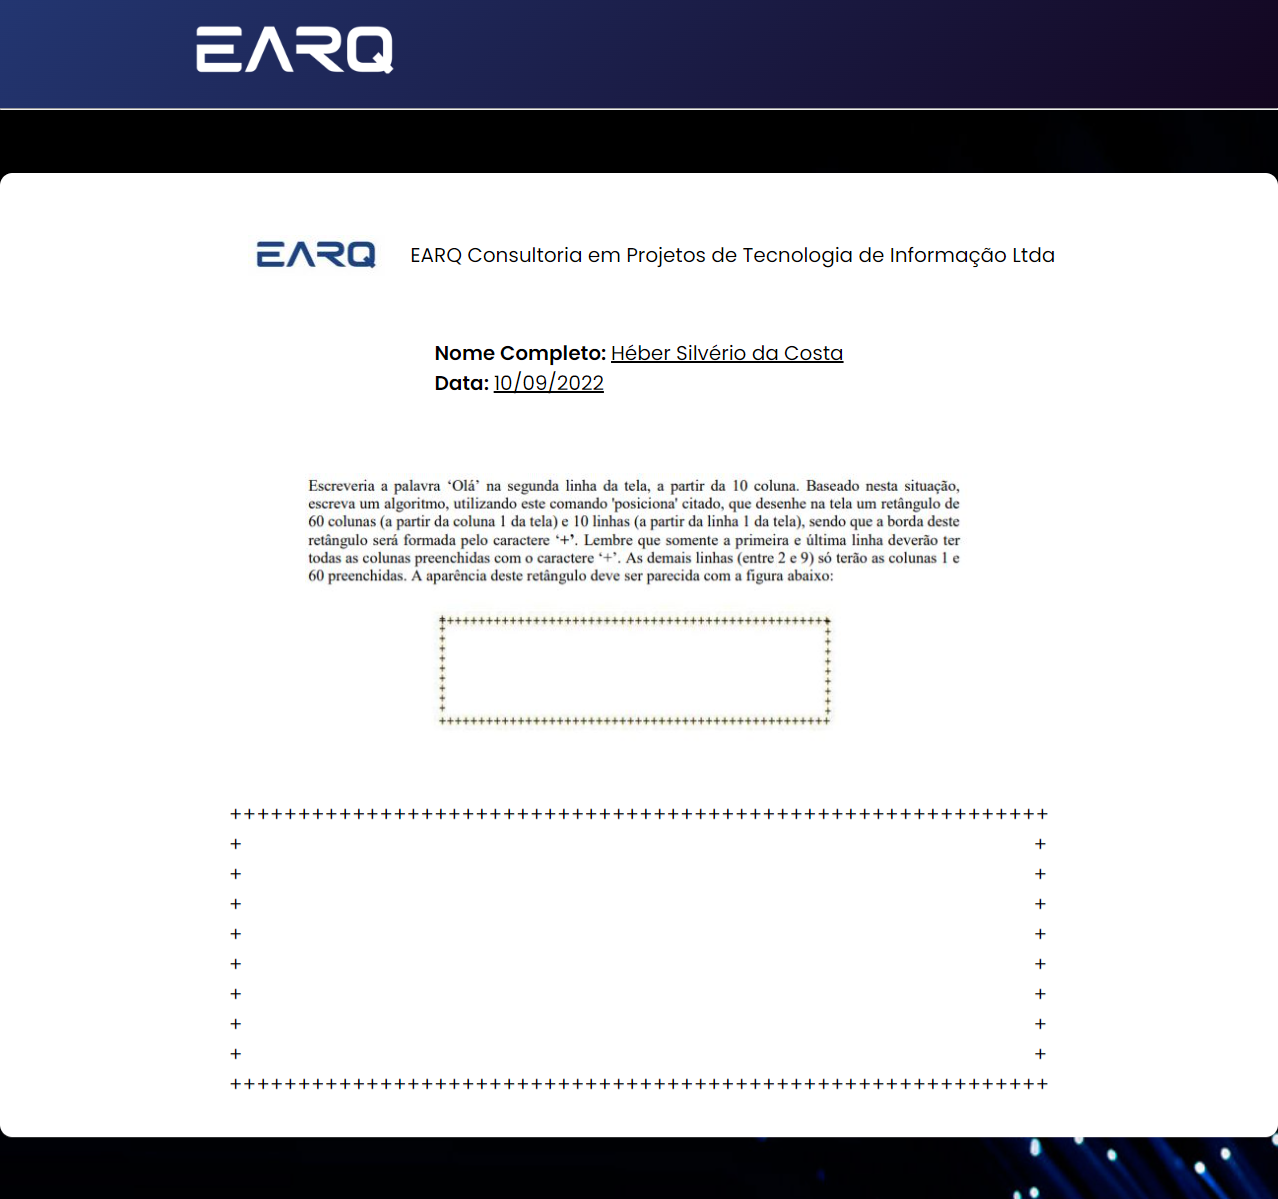 EARQ
EARQ EARQ Consultoria em Projetos de Tecnologia de Informação Ltda
Nome Completo: Héber Silvério da Costa
Data: 10/09/2022
Escreveria a palavra ‘Olá’ na segunda linha da tela, a partir da 10 coluna. Baseado nesta situação,
escreva um algoritmo, utilizando este comando 'posiciona' citado, que desenhe na tela um retângulo de
60 colunas (a partir da coluna 1 da tela) e 10 linhas (a partir da linha 1 da tela), sendo que a borda deste
retângulo será formada pelo caractere ‘+’. Lembre que somente a primeira e última linha deverão ter
todas as colunas preenchidas com o caractere ‘+’. As demais linhas (entre 2 e 9) só terão as colunas 1 e
60 preenchidas. A aparência deste retângulo deve ser parecida com a figura abaixo:
++++++++++++++++++++++++++++++++++++++++++++++++++++++++++++
+ +
+ +
+ +
+ +
+ +
+ +
+ +
+ +
++++++++++++++++++++++++++++++++++++++++++++++++++++++++++++